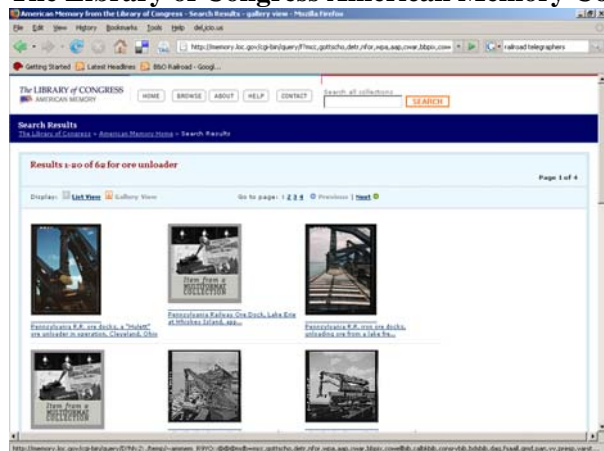 The Library of Congress American Memory Co
American Memory from the Library of Congress - Search Results - gallery view - Mozilla Firefox
File Edit View History Bookmarks Tools Help del.icio.us
railroad telegraphers
Getting Started Latest Headlines B&O Railroad - Googl...
The LIBRARY of CONGRESS
AMERICAN MEMORY
HOME BROWSE ABOUT HELP CONTACT
Search all collections
SEARCH
Search Results
The Library of Congress > American Memory Home > Search Results
Results 1-20 of 62 for ore unloader
Page 1 of 4
Display: List View Gallery View Go to page: 1 2 3 4 Previous | Next
Item from a
MULTIFORMAT
COLLECTION
Pennsylvania R.R. ore docks, a "Hulett"
ore unloader in operation, Cleveland, Ohio
Pennsylvania Railway Ore Dock, Lake Erie
at Whiskey Island, app...
Pennsylvania R.R. iron ore docks,
unloading ore from a lake fre...
Item from a
MULTIFORMAT
COLLECTION